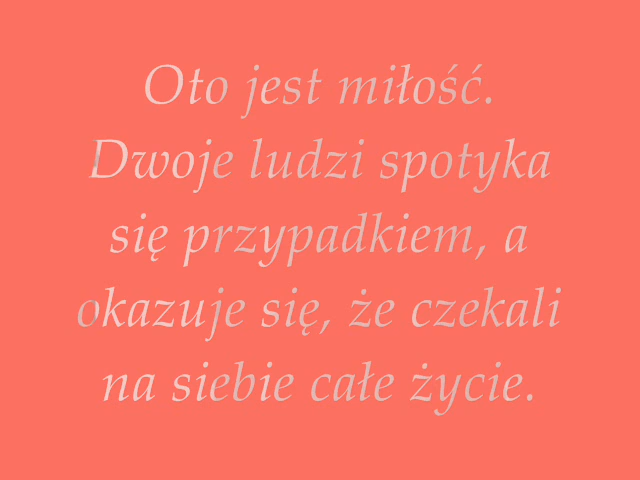 Oto jest miłość.
Dwoje ludzi spotyka
się przypadkiem, a
okazuje się, że czekali
na siebie całe życie.